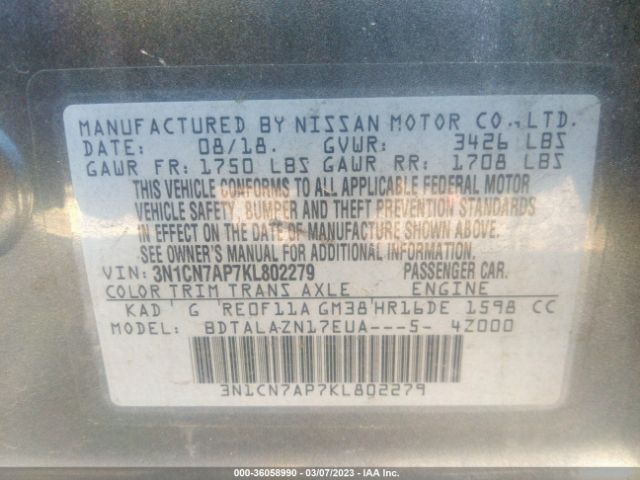 MANUFACTURED BY NISSAN MOTOR CO., LTD.
DATE: 08/18. GVWR: 3426 LBS
GAWR FR: 1750 LBS GAWR RR: 1708 LBS
THIS VEHICLE CONFORMS TO ALL APPLICABLE FEDERAL MOTOR
VEHICLE SAFETY, BUMPER AND THEFT PREVENTION STANDARDS
IN EFFECT ON THE DATE OF MANUFACTURE SHOWN ABOVE.
SEE OWNER'S MANUAL FOR ADDITIONAL INFORMATION.
VIN: 3N1CN7AP7KL802279 PASSENGER CAR.
COLOR TRIM TRANS AXLE ENGINE
KAD G RE0F11A GM38 HR16DE 1598 CC
MODEL: BDTALAZN17EUA---5- 4Z000
3N1CN7AP7KL802279
000-36058990 — 03/07/2023 — IAA Inc.